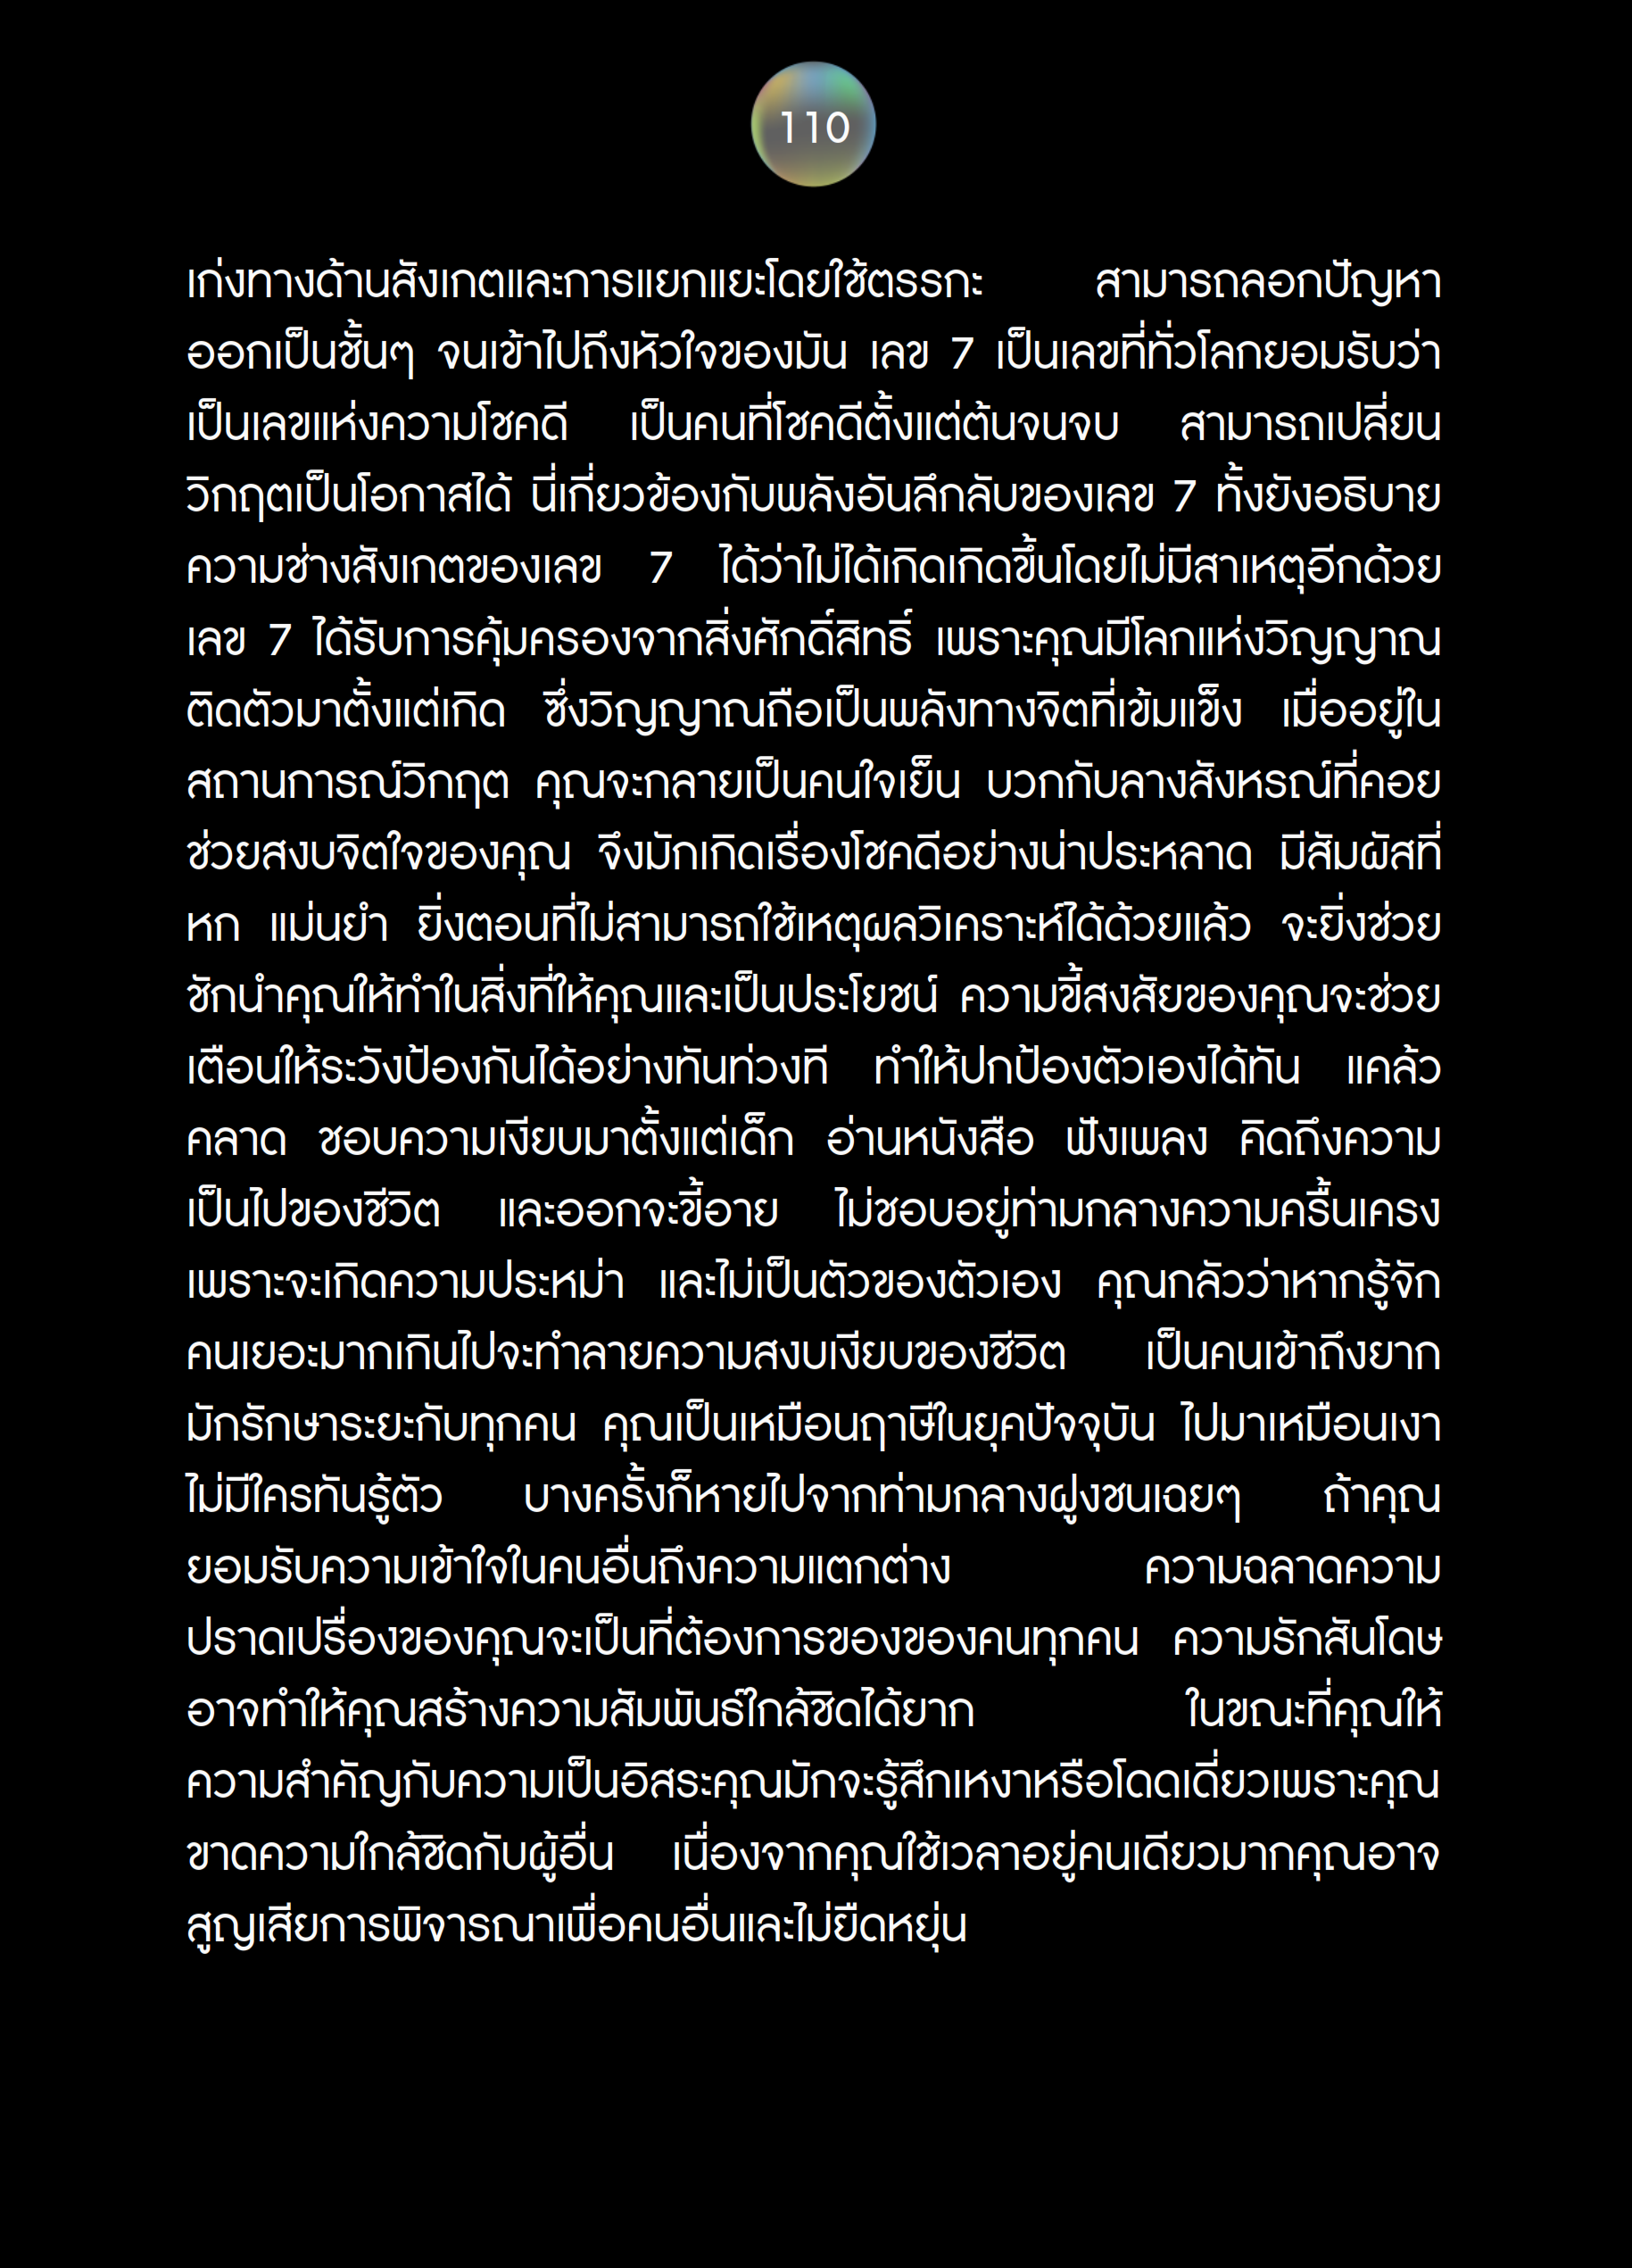 110
เก่งทางด้านสังเกตและการแยกแยะโดยใช้ตรรกะ สามารถลอกปัญหา
ออกเป็นชั้นๆ จนเข้าไปถึงหัวใจของมัน เลข 7 เป็นเลขที่ทั่วโลกยอมรับว่า
เป็นเลขแห่งความโชคดี เป็นคนที่โชคดีตั้งแต่ต้นจนจบ สามารถเปลี่ยน
วิกฤตเป็นโอกาสได้ นี่เกี่ยวข้องกับพลังอันลึกลับของเลข 7 ทั้งยังอธิบาย
ความช่างสังเกตของเลข 7 ได้ว่าไม่ได้เกิดเกิดขึ้นโดยไม่มีสาเหตุอีกด้วย
เลข 7 ได้รับการคุ้มครองจากสิ่งศักดิ์สิทธิ์ เพราะคุณมีโลกแห่งวิญญาณ
ติดตัวมาตั้งแต่เกิด ซึ่งวิญญาณถือเป็นพลังทางจิตที่เข้มแข็ง เมื่ออยู่ใน
สถานการณ์วิกฤต คุณจะกลายเป็นคนใจเย็น บวกกับลางสังหรณ์ที่คอย
ช่วยสงบจิตใจของคุณ จึงมักเกิดเรื่องโชคดีอย่างน่าประหลาด มีสัมผัสที่
หก แม่นยำ ยิ่งตอนที่ไม่สามารถใช้เหตุผลวิเคราะห์ได้ด้วยแล้ว จะยิ่งช่วย
ชักนำคุณให้ทำในสิ่งที่ให้คุณและเป็นประโยชน์ ความขี้สงสัยของคุณจะช่วย
เตือนให้ระวังป้องกันได้อย่างทันท่วงที ทำให้ปกป้องตัวเองได้ทัน แคล้ว
คลาด ชอบความเงียบมาตั้งแต่เด็ก อ่านหนังสือ ฟังเพลง คิดถึงความ
เป็นไปของชีวิต และออกจะขี้อาย ไม่ชอบอยู่ท่ามกลางความครื้นเครง
เพราะจะเกิดความประหม่า และไม่เป็นตัวของตัวเอง คุณกลัวว่าหากรู้จัก
คนเยอะมากเกินไปจะทำลายความสงบเงียบของชีวิต เป็นคนเข้าถึงยาก
มักรักษาระยะกับทุกคน คุณเป็นเหมือนฤาษีในยุคปัจจุบัน ไปมาเหมือนเงา
ไม่มีใครทันรู้ตัว บางครั้งก็หายไปจากท่ามกลางฝูงชนเฉยๆ ถ้าคุณ
ยอมรับความเข้าใจในคนอื่นถึงความแตกต่าง ความฉลาดความ
ปราดเปรื่องของคุณจะเป็นที่ต้องการของของคนทุกคน ความรักสันโดษ
อาจทำให้คุณสร้างความสัมพันธ์ใกล้ชิดได้ยาก ในขณะที่คุณให้
ความสำคัญกับความเป็นอิสระคุณมักจะรู้สึกเหงาหรือโดดเดี่ยวเพราะคุณ
ขาดความใกล้ชิดกับผู้อื่น เนื่องจากคุณใช้เวลาอยู่คนเดียวมากคุณอาจ
สูญเสียการพิจารณาเพื่อคนอื่นและไม่ยืดหยุ่น